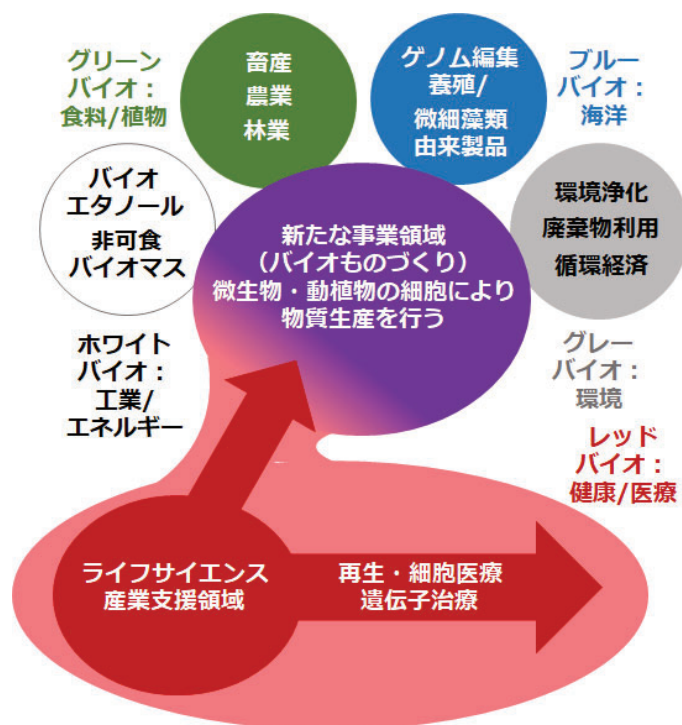 グリーン
バイオ：
食料/植物
畜産
農業
林業
ゲノム編集
養殖/
微細藻類
由来製品
ブルー
バイオ：
海洋
バイオ
エタノール
非可食
バイオマス
新たな事業領域
（バイオものづくり）
微生物・動植物の細胞により
物質生産を行う
環境浄化
廃棄物利用
循環経済
ホワイト
バイオ：
工業/
エネルギー
グレー
バイオ：
環境
レッド
バイオ：
健康/医療
ライフサイエンス
産業支援領域
再生・細胞医療
遺伝子治療